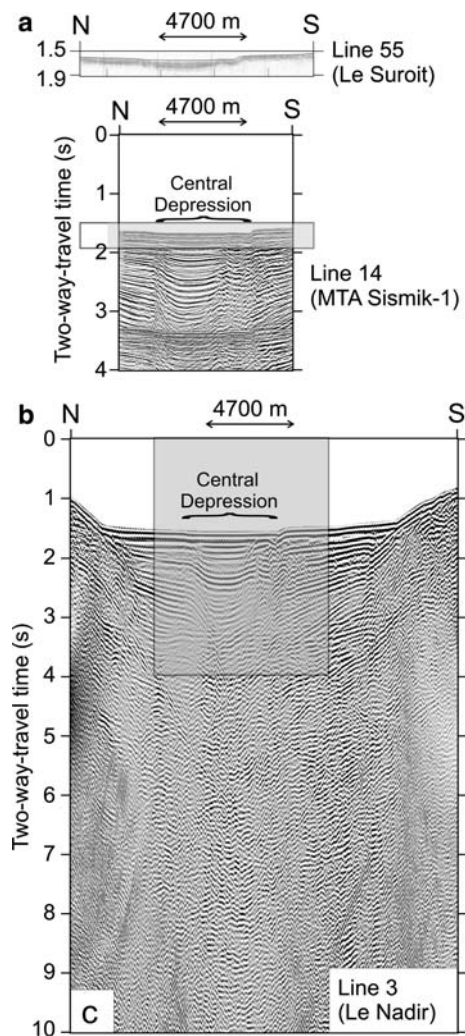 a
N
4700 m
S
1.5
1.9
Line 55
(Le Suroit)
4700 m
N
S
0
1
2
3
4
Two-way-travel time (s)
Central
Depression
Line 14
(MTA Sismik-1)
b
N
4700 m
S
0
1
2
3
4
5
6
7
8
9
10
Two-way-travel time (s)
Central
Depression
C
Line 3
(Le Nadir)